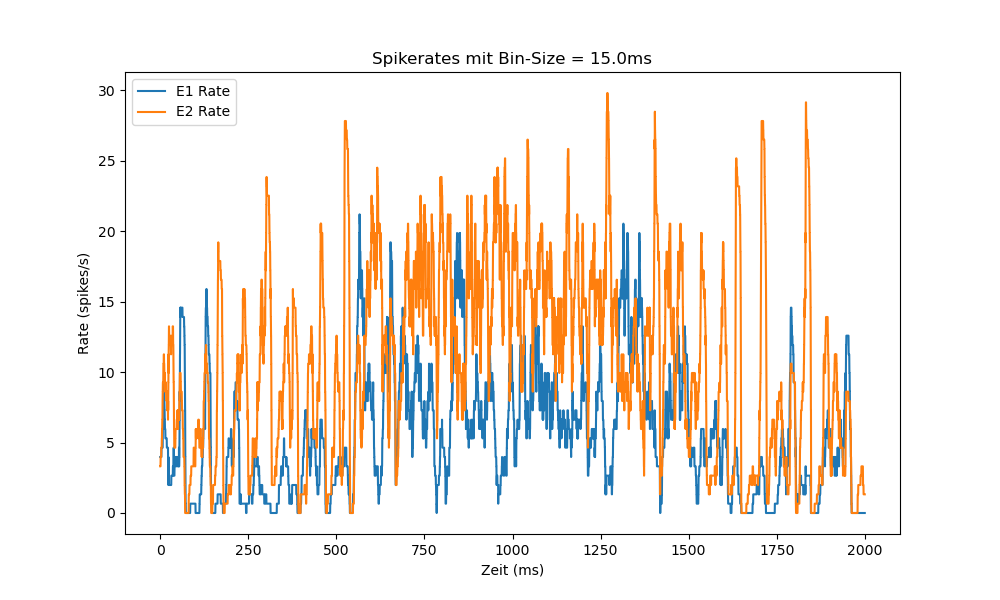 Spikerates mit Bin-Size = 15.0ms
E1 Rate
E2 Rate
Rate (spikes/s)
30
25
20
15
10
5
0
0 250 500 750 1000 1250 1500 1750 2000
Zeit (ms)